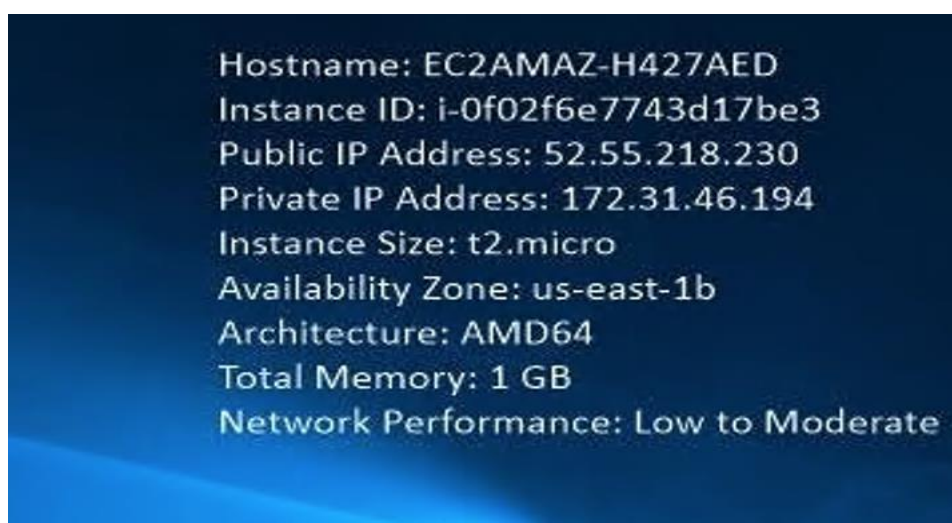 Hostname: EC2AMAZ-H427AED
Instance ID: i-0f02f6e7743d17be3
Public IP Address: 52.55.218.230
Private IP Address: 172.31.46.194
Instance Size: t2.micro
Availability Zone: us-east-1b
Architecture: AMD64
Total Memory: 1 GB
Network Performance: Low to Moderate